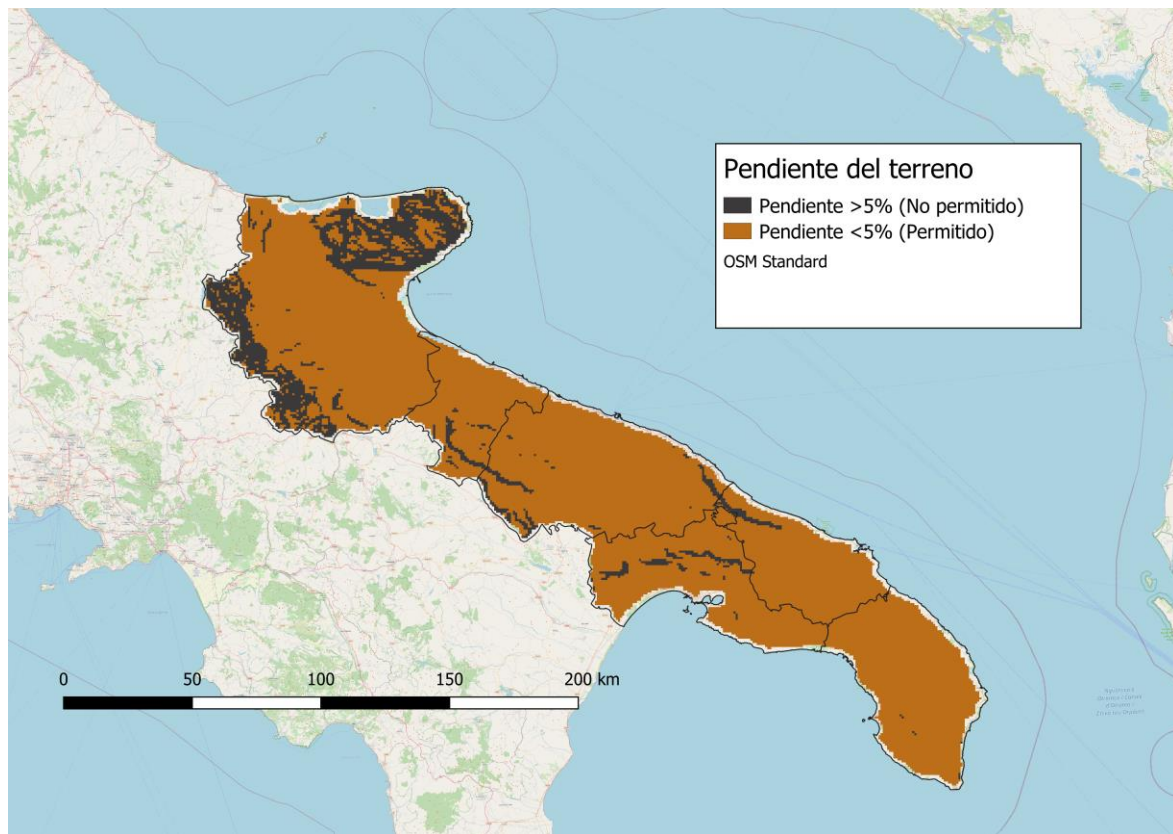 Pendiente del terreno
Pendiente >5% (No permitido)
Pendiente <5% (Permitido)
OSM Standard
0 50 100 150 200 km